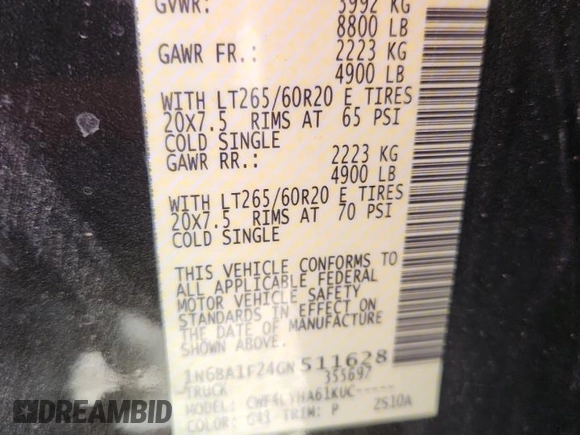 GVWR: 3992 KG
8800 LB
GAWR FR.: 2223 KG
4900 LB
WITH LT265/60R20 E TIRES
20X7.5 RIMS AT 65 PSI
COLD SINGLE
GAWR RR.: 2223 KG
4900 LB
WITH LT265/60R20 E TIRES
20X7.5 RIMS AT 70 PSI
COLD SINGLE
THIS VEHICLE CONFORMS TO
ALL APPLICABLE FEDERAL
MOTOR VEHICLE SAFETY
STANDARDS IN EFFECT ON
THE DATE OF MANUFACTURE
SHOWN ABOVE.
1N6BA1F24GN511628
TRUCK 355697
MODEL: CWF4LYHA61KUC-----
COLOR: G41 TRIM: P ZS10A
DREAMBID